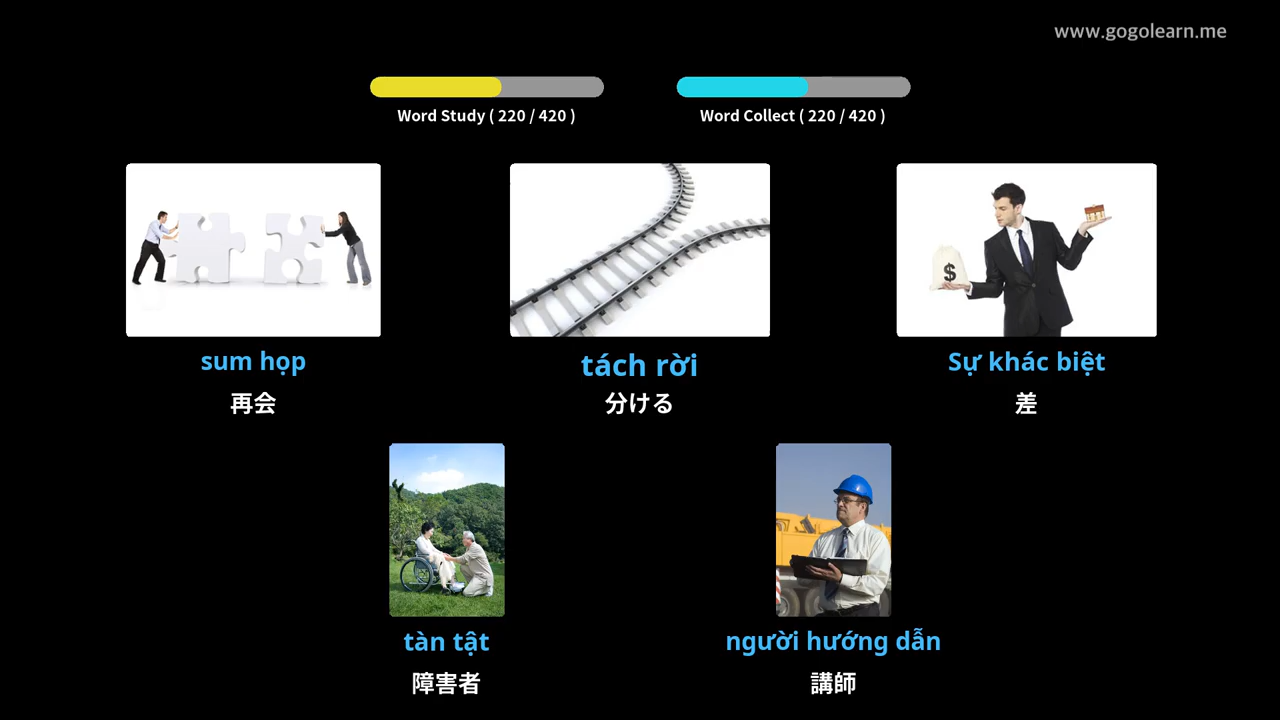 www.gogolearn.me
Word Study ( 220 / 420 )
Word Collect ( 220 / 420 )
sum họp
再会
tách rời
分ける
Sự khác biệt
差
$
tàn tật
障害者
người hướng dẫn
講師